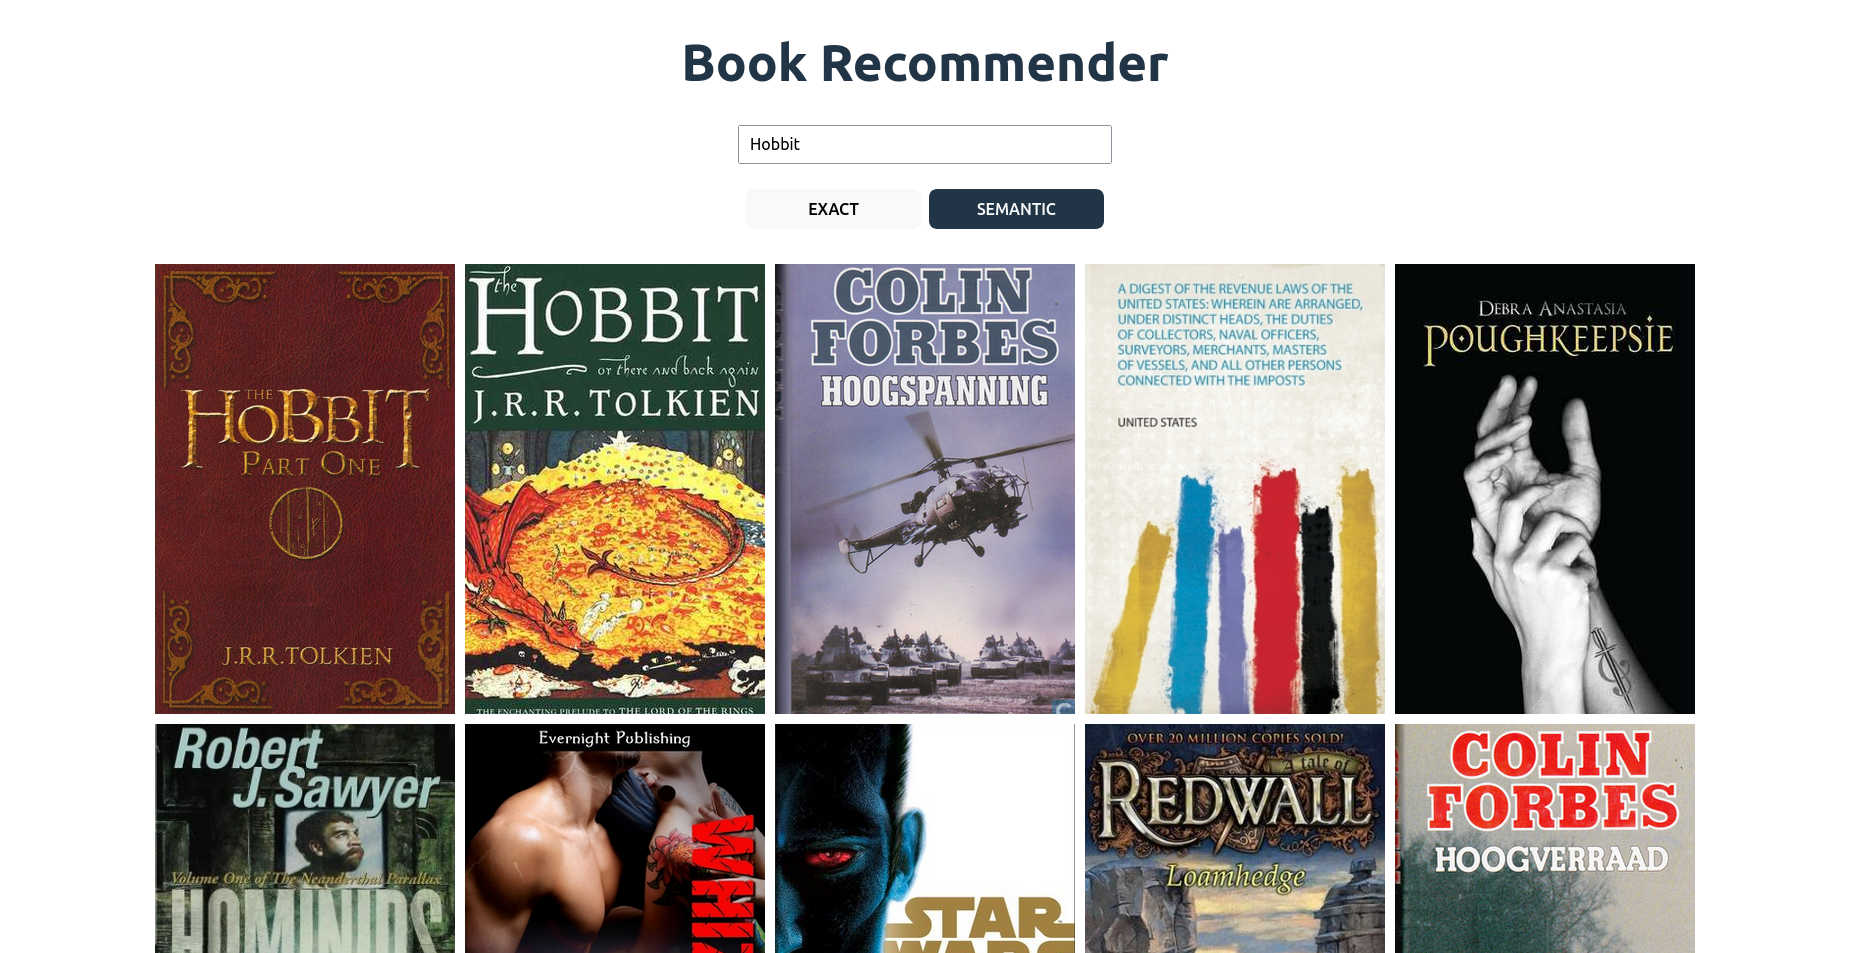 Book Recommender
Hobbit
EXACT
SEMANTIC
THE
HOBBIT
PART ONE
J.R.R.TOLKIEN
the
HOBBIT
or there and back again
J.R.R. TOLKIEN
THE ENCHANTING PRELUDE TO THE LORD OF THE RINGS
COLIN
FORBES
HOOGSPANNING
A DIGEST OF THE REVENUE LAWS OF THE
UNITED STATES: WHEREIN ARE ARRANGED,
UNDER DISTINCT HEADS, THE DUTIES
OF COLLECTORS, NAVAL OFFICERS,
SURVEYORS, MERCHANTS, MASTERS
OF VESSELS, AND ALL OTHER PERSONS
CONNECTED WITH THE IMPOSTS
UNITED STATES
DEBRA ANASTASIA
POUGHKEEPSIE
Robert
J. Sawyer
Volume One of The Neanderthal Parallax
HOMINIDS
Evernight Publishing
STAR
WARS
OVER 20 MILLION COPIES SOLD!
A tale of
REDWALL
Loamhedge
COLIN
FORBES
HOOGVERRAAD